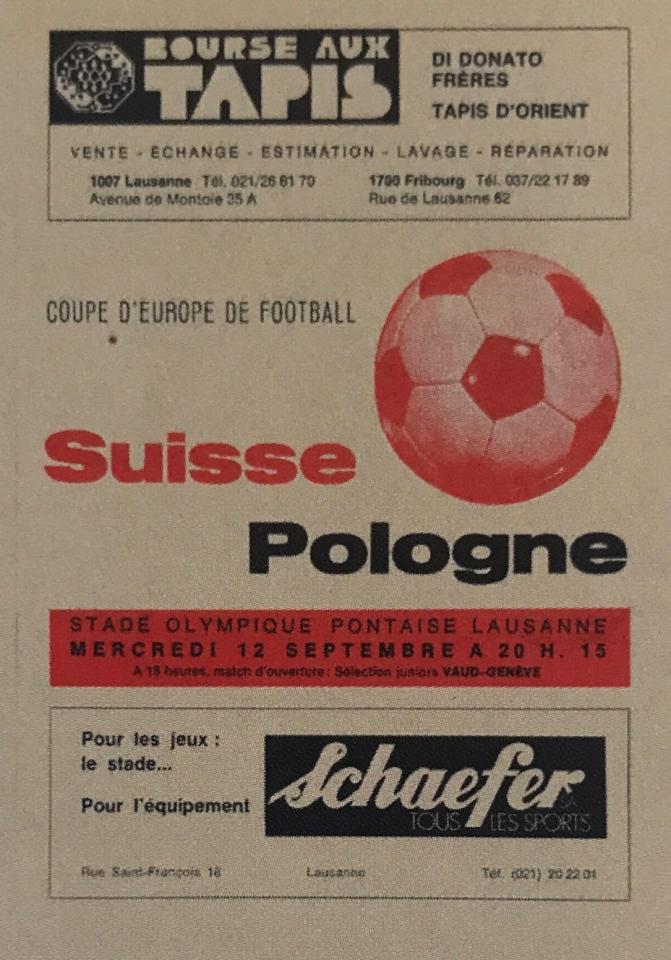 BOURSE AUX
TAPIS
DI DONATO
FRÈRES
TAPIS D'ORIENT
VENTE - ÉCHANGE - ESTIMATION - LAVAGE - RÉPARATION
1007 Lausanne Tél. 021/26 61 70
Avenue de Montoie 35 A
1700 Fribourg Tél. 037/22 17 89
Rue de Lausanne 62
COUPE D'EUROPE DE FOOTBALL
Suisse
Pologne
STADE OLYMPIQUE PONTAISE LAUSANNE
MERCREDI 12 SEPTEMBRE A 20 H. 15
A 18 heures, match d'ouverture : Sélection juniors VAUD-GENÈVE
Pour les jeux :
le stade...
Pour l'équipement
Schaefer SA
TOUS LES SPORTS
Rue Saint-François 18 Lausanne Tél. (021) 20 22 01